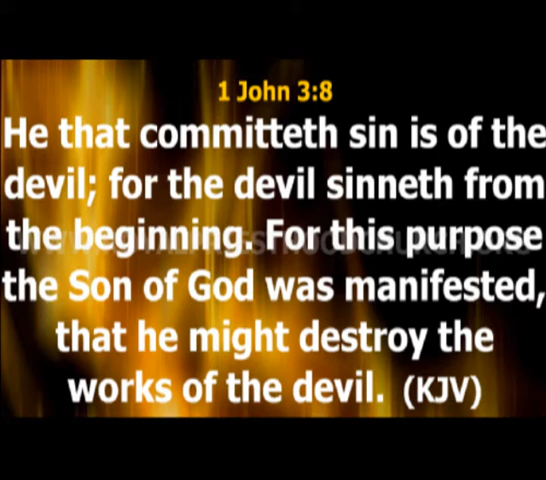 1 John 3:8
He that committeth sin is of the
devil; for the devil sinneth from
the beginning. For this purpose
the Son of God was manifested,
that he might destroy the
works of the devil. (KJV)